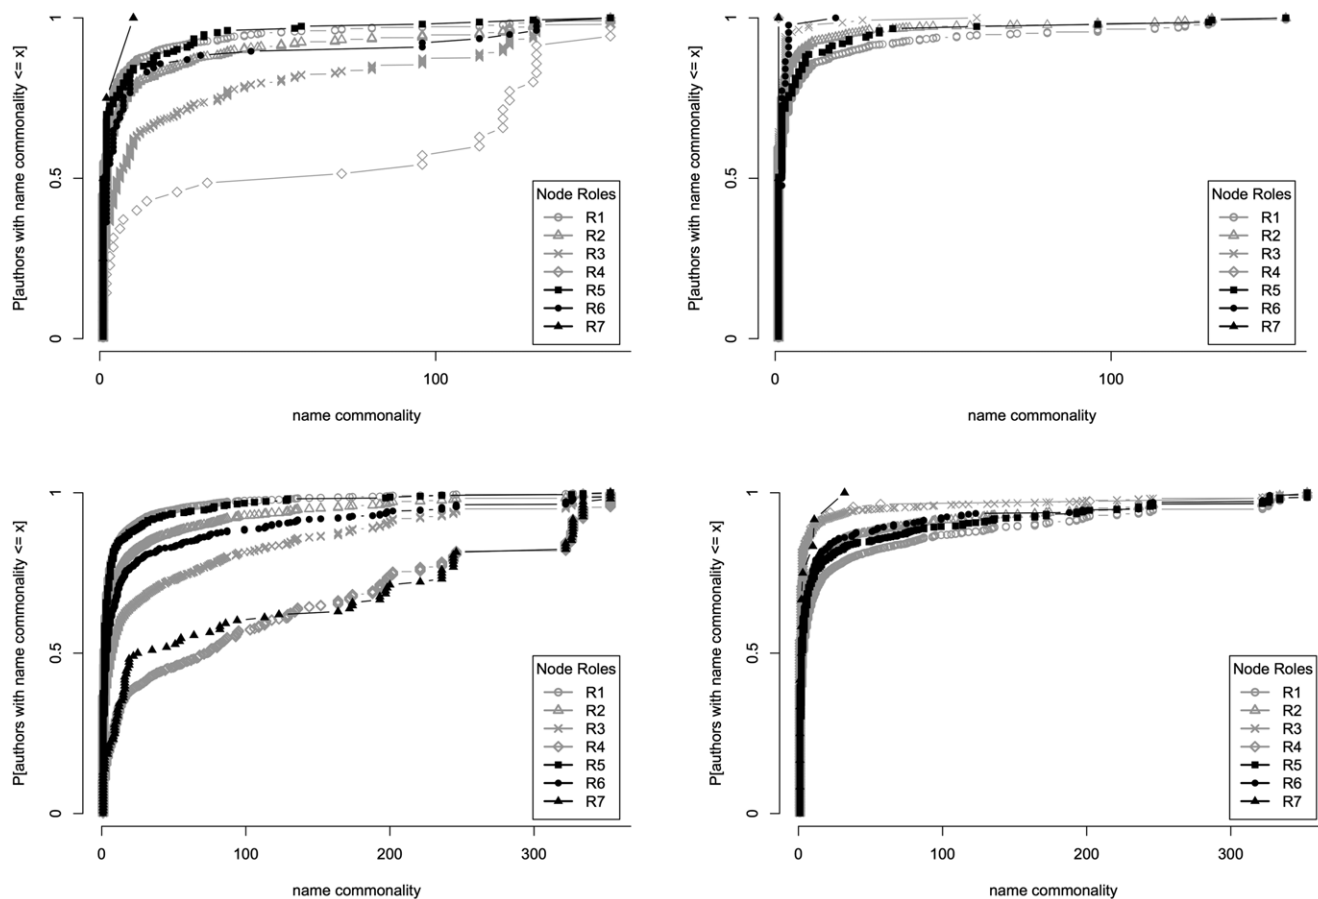 P[authors with name commonality <= x]
1
0.5
0
0
100
name commonality
Node Roles
R1
R2
R3
R4
R5
R6
R7
P[authors with name commonality <= x]
1
0.5
0
0
100
name commonality
Node Roles
R1
R2
R3
R4
R5
R6
R7
P[authors with name commonality <= x]
1
0.5
0
0
100
200
300
name commonality
Node Roles
R1
R2
R3
R4
R5
R6
R7
P[authors with name commonality <= x]
1
0.5
0
0
100
200
300
name commonality
Node Roles
R1
R2
R3
R4
R5
R6
R7